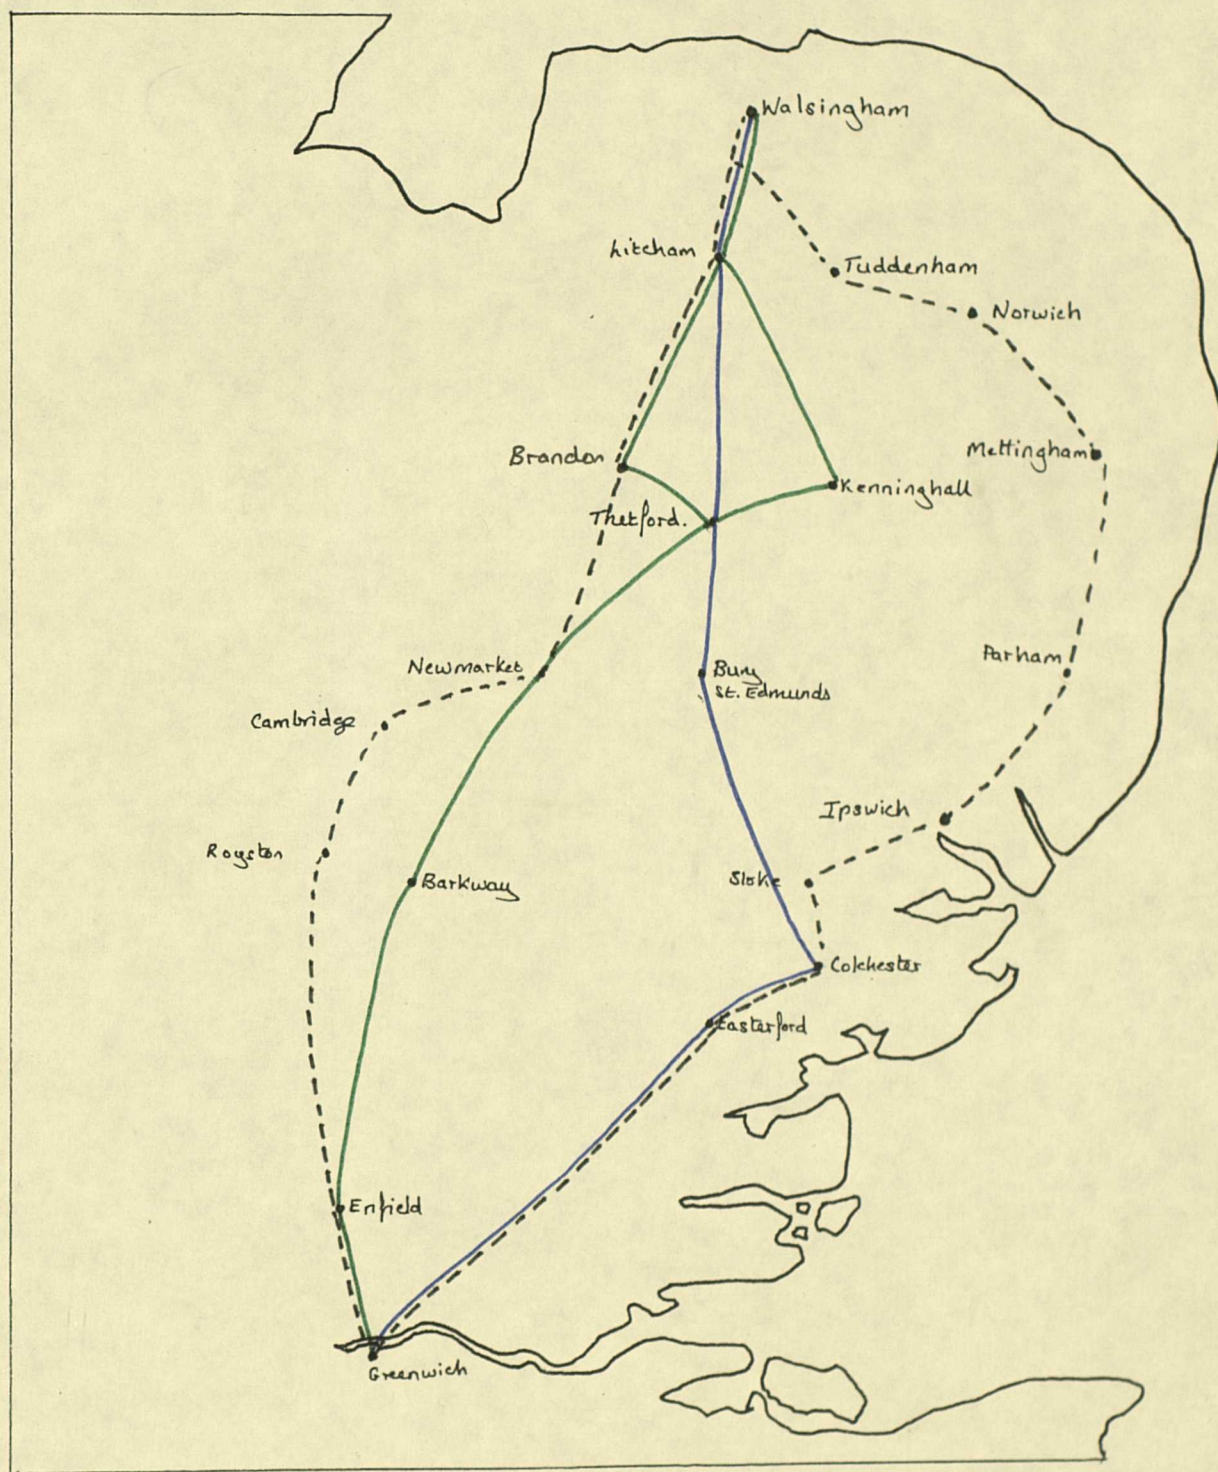 Walsingham
Litcham
Tuddenham
Norwich
Brandon
Mettingham
Kenninghall
Thetford.
Newmarket
Parham
Bury
St. Edmunds
Cambridge
Ipswich
Royston
Barkway
Stoke
Colchester
Easterford
Enfield
Greenwich